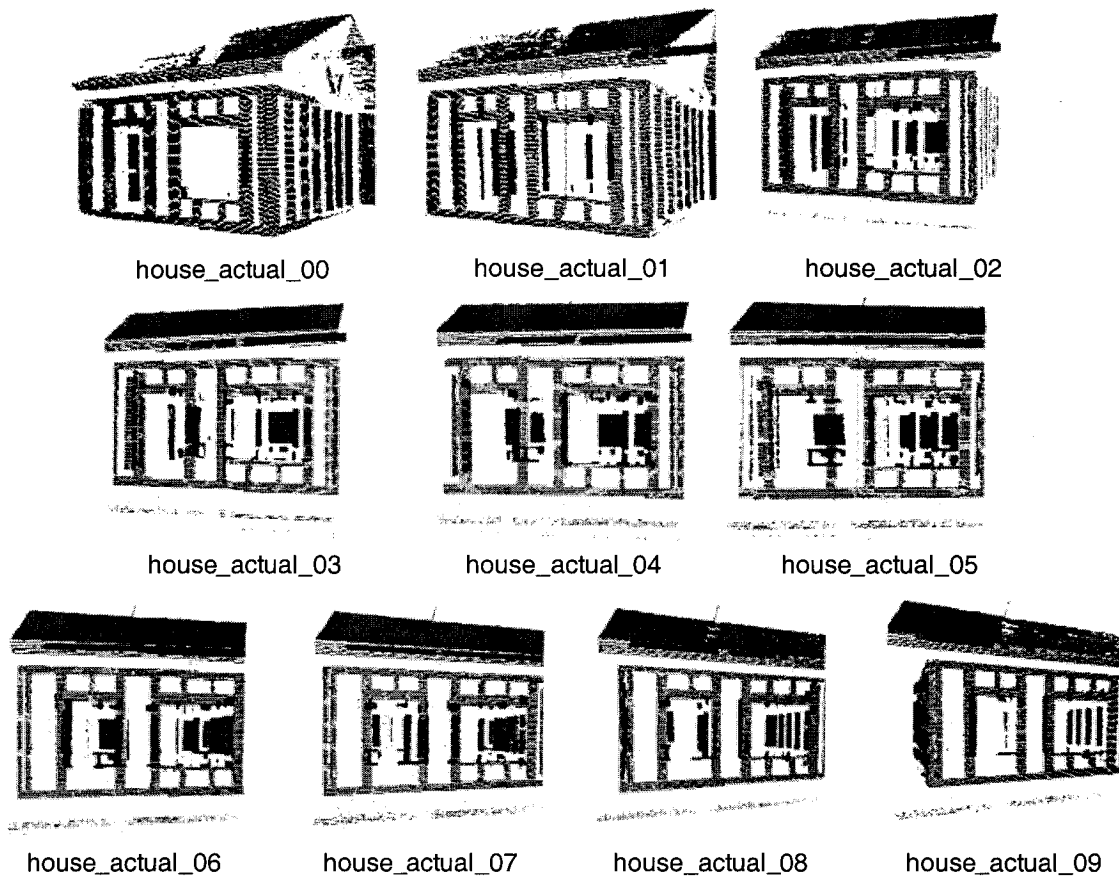 house_actual_00
house_actual_01
house_actual_02
house_actual_03
house_actual_04
house_actual_05
house_actual_06
house_actual_07
house_actual_08
house_actual_09